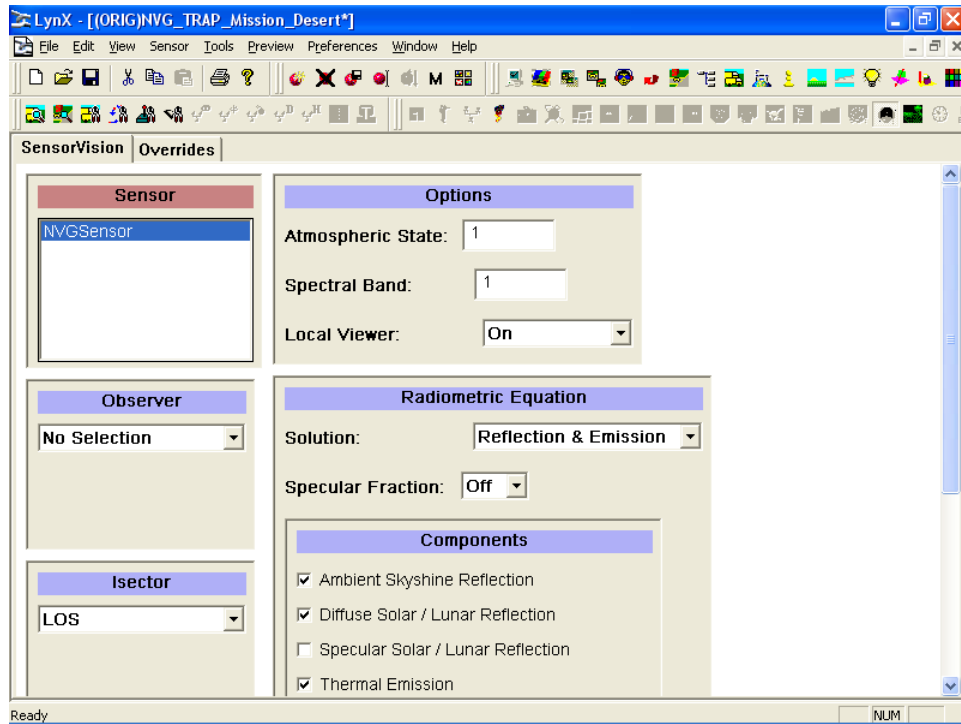 LynX - [(ORIG)NVG_TRAP_Mission_Desert*]
File Edit View Sensor Tools Preview Preferences Window Help
M
SensorVision Overrides
Sensor
NVGSensor
Options
Atmospheric State: 1
Spectral Band: 1
Local Viewer: On
Observer
No Selection
Radiometric Equation
Solution: Reflection & Emission
Specular Fraction: Off
Components
Ambient Skyshine Reflection
Diffuse Solar / Lunar Reflection
Specular Solar / Lunar Reflection
Thermal Emission
Isector
LOS
Ready NUM